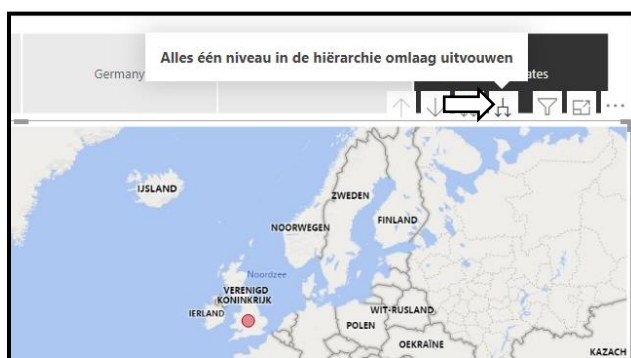 Alles één niveau in de hiërarchie omlaag uitvouwen
Germany
ates
IJSLAND
ZWEDEN
FINLAND
NOORWEGEN
Noordzee
VERENIGD
KONINKRIJK
IERLAND
WIT-RUSLAND
POLEN
OEKRAÏNE
KAZACH